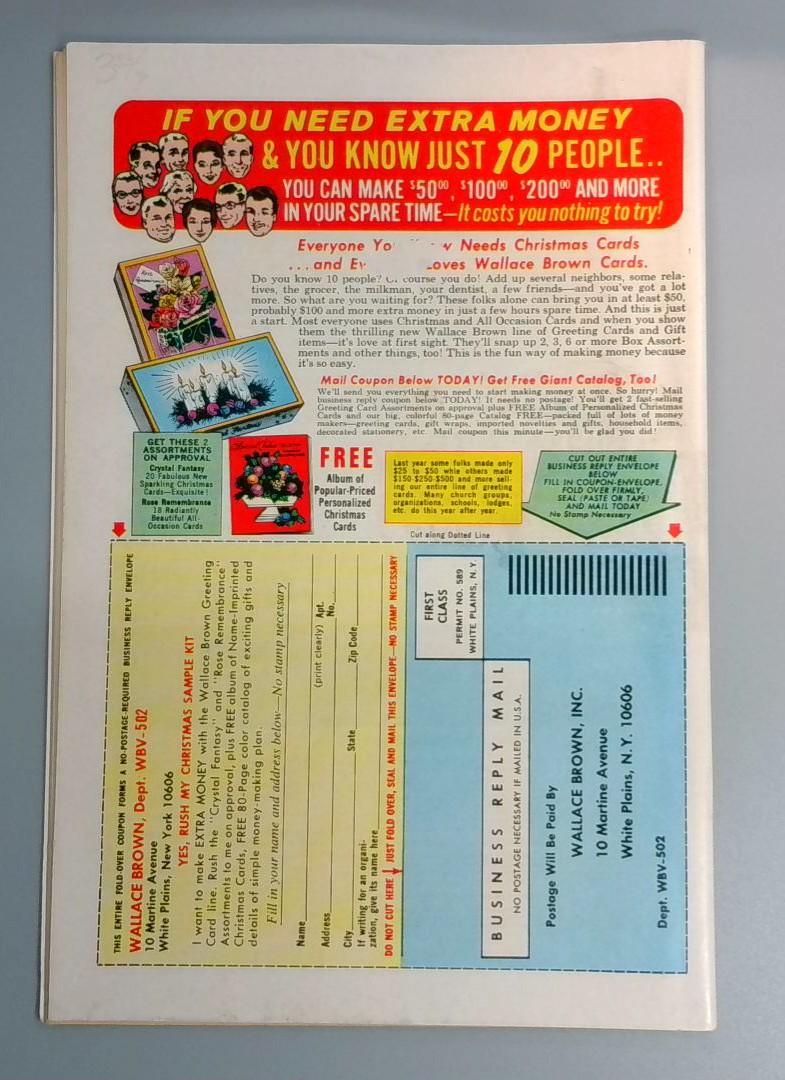 IF YOU NEED EXTRA MONEY
& YOU KNOW JUST 10 PEOPLE..
YOU CAN MAKE $50⁰⁰, $100⁰⁰, $200⁰⁰ AND MORE
IN YOUR SPARE TIME—It costs you nothing to try!
Everyone Needs Christmas Cards
...and Wallace Brown Cards.
Do you know 10 people? course you do! Add up several neighbors, some rela-
tives, the grocer, the milkman, your dentist, a few friends—and you've got a lot
more. So what are you waiting for? These folks alone can bring you in at least $50,
probably $100 and more extra money in just a few hours spare time. And this is just
a start. Most everyone uses Christmas and All Occasion Cards and when you show
them the thrilling new Wallace Brown line of Greeting Cards and Gift
items—it's love at first sight. They'll snap up 2, 3, 6 or more Box Assort-
ments and other things, too! This is the fun way of making money because
it's so easy.
Mail Coupon Below TODAY! Get Free Giant Catalog, Too!
We'll send you everything you need to start making money at once. So hurry! Mail
business reply coupon below TODAY! It needs no postage! You'll get 2 fast-selling
Greeting Card Assortments on approval plus FREE Album of Personalized Christmas
Cards and our big, colorful 80-page Catalog FREE—packed full of lots of money
makers—greeting cards, gift wraps, imported novelties and gifts, household items,
decorated stationery, etc. Mail coupon this minute—you'll be glad you did!
GET THESE 2
ASSORTMENTS
ON APPROVAL
Crystal Fantasy
20 Fabulous New
Sparkling Christmas
Cards—Exquisite!
Rose Remembrance
18 Radiantly
Beautiful All
Occasion Cards
FREE
Album of
Popular-Priced
Personalized
Christmas
Cards
Last year some folks made only
$25 to $50 while others made
$150-$250-$500 and more sell-
ing our entire line of greeting
cards. Many church groups,
organizations, schools, lodges,
etc. do this year after year.
CUT OUT ENTIRE
BUSINESS REPLY ENVELOPE
BELOW
FILL IN COUPON-ENVELOPE,
FOLD OVER FIRMLY,
SEAL (PASTE OR TAPE)
AND MAIL TODAY
No Stamp Necessary
Cut along Dotted Line
THIS ENTIRE FOLD-OVER COUPON FORMS A NO-POSTAGE-REQUIRED BUSINESS REPLY ENVELOPE
WALLACE BROWN, Dept. WBV-502
10 Martine Avenue
White Plains, New York 10606
YES, RUSH MY CHRISTMAS SAMPLE KIT
I want to make EXTRA MONEY with the Wallace Brown Greeting
Card line. Rush the "Crystal Fantasy" and "Rose Remembrance"
Assortments to me on approval, plus FREE album of Name-Imprinted
Christmas Cards, FREE 80-Page color catalog of exciting gifts and
details of simple money-making plan.
Fill in your name and address below—No stamp necessary
Name
(print clearly) Apt.
Address No.
City State Zip Code
If writing for an organi-
zation, give its name here
DO NOT CUT HERE JUST FOLD OVER, SEAL AND MAIL THIS ENVELOPE—NO STAMP NECESSARY
FIRST
CLASS
PERMIT NO. 589
WHITE PLAINS, N.Y.
BUSINESS REPLY MAIL
NO POSTAGE NECESSARY IF MAILED IN U.S.A.
Postage Will Be Paid By
WALLACE BROWN, INC.
10 Martine Avenue
White Plains, N.Y. 10606
Dept. WBV-502